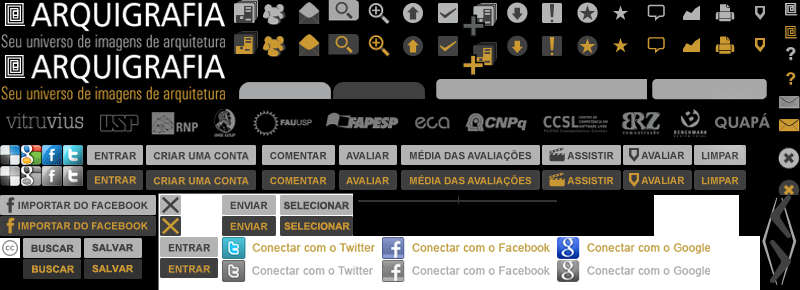 ARQUIGRAFIA
Seu universo de imagens de arquitetura
ARQUIGRAFIA
Seu universo de imagens de arquitetura
? ?
vitruvius USP RNP IME-USP FAUUSP FAPESP eca CNPq CCSL BRZ BENCHMARK QUAPÁ
ENTRAR CRIAR UMA CONTA COMENTAR AVALIAR MÉDIA DAS AVALIAÇÕES ASSISTIR AVALIAR LIMPAR
ENTRAR CRIAR UMA CONTA COMENTAR AVALIAR MÉDIA DAS AVALIAÇÕES ASSISTIR AVALIAR LIMPAR
IMPORTAR DO FACEBOOK ENVIAR SELECIONAR
IMPORTAR DO FACEBOOK ENVIAR SELECIONAR
cc BUSCAR SALVAR ENTRAR Conectar com o Twitter Conectar com o Facebook Conectar com o Google
BUSCAR SALVAR ENTRAR Conectar com o Twitter Conectar com o Facebook Conectar com o Google